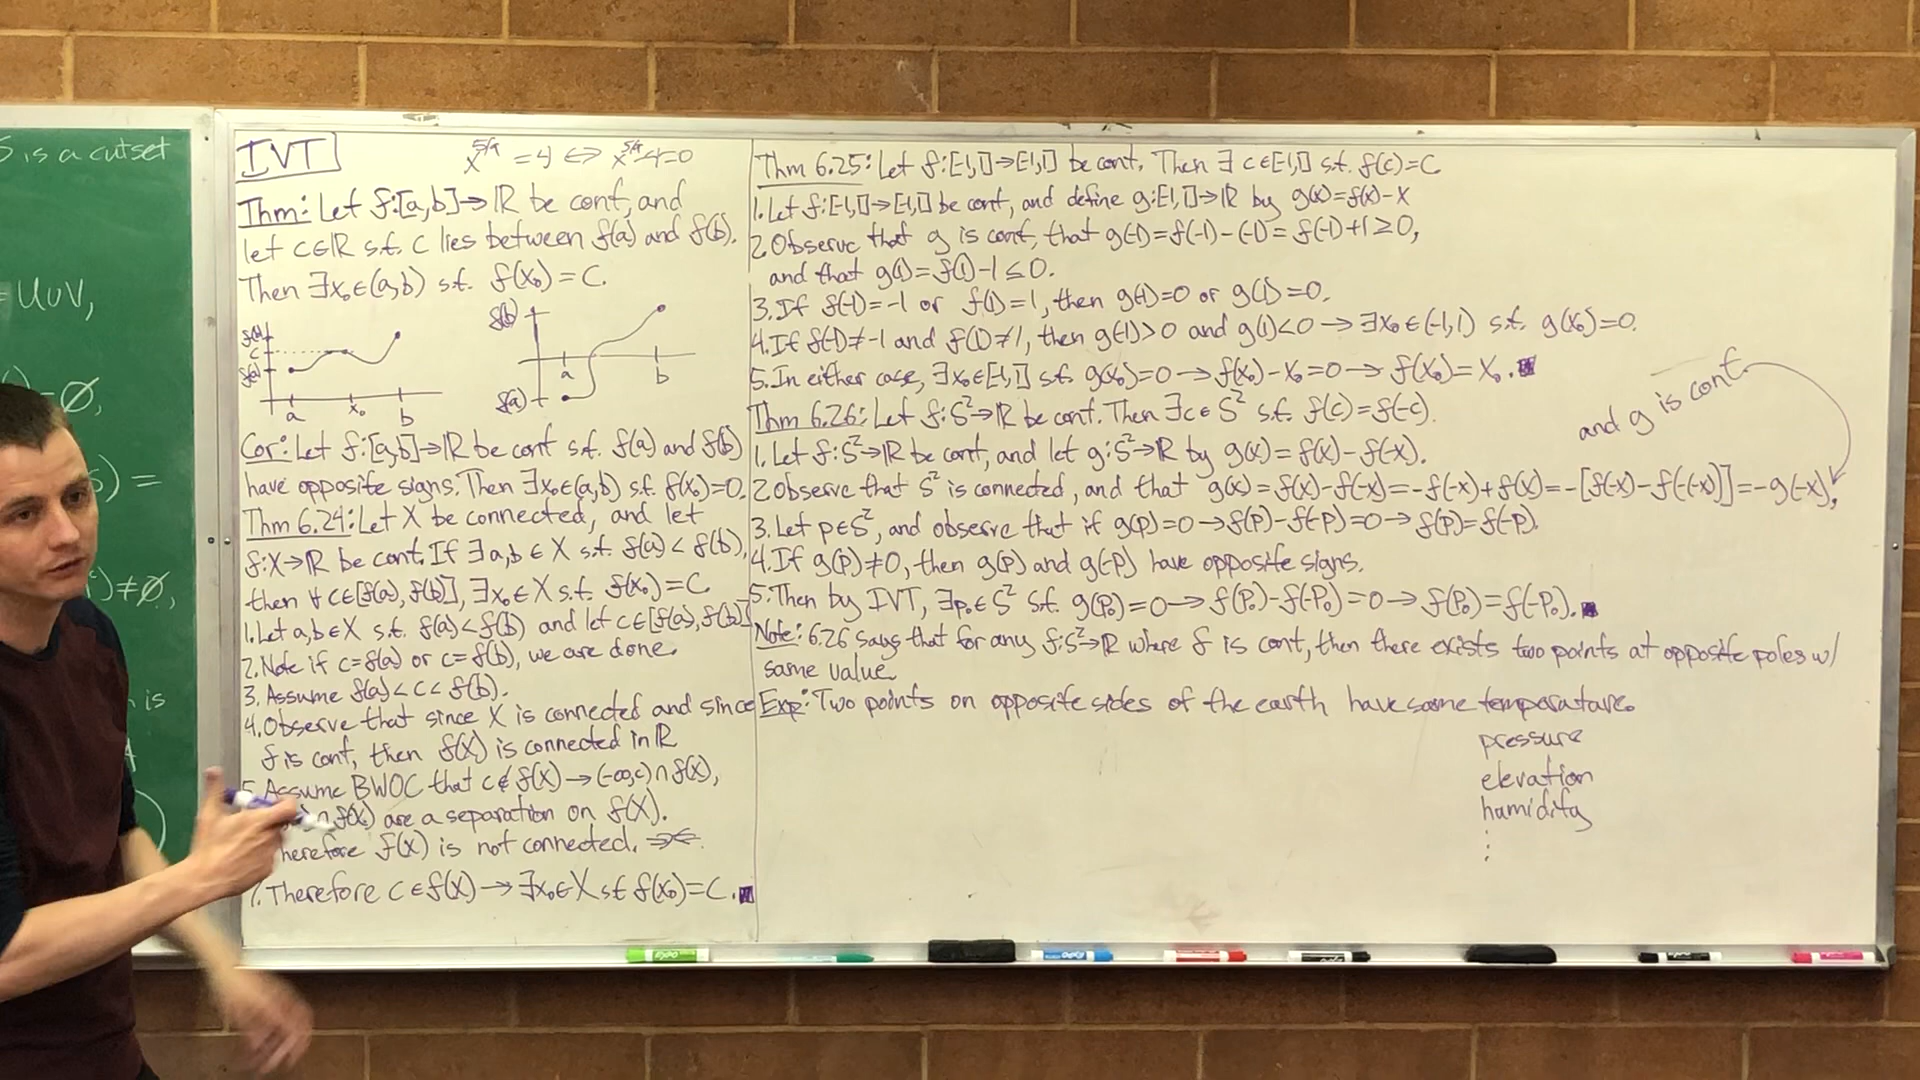 S is a cutset
= U∪V,
) = ∅,
S) =
) ≠ ∅,
n is
IVT
x^5/9 = 4 ⇔ x^5/9 - 4 = 0
Thm: Let f:[a,b]→ℝ be cont, and
let c∈ℝ s.t. c lies between f(a) and f(b).
Then ∃x₀∈(a,b) s.t. f(x₀) = C.
f(b)
c
f(a)
a x₀ b
f(b)
a b
f(a)
Cor: Let f:[a,b]→ℝ be cont s.t. f(a) and f(b)
have opposite signs. Then ∃x₀∈(a,b) s.t. f(x₀)=0.
Thm 6.24: Let X be connected, and let
f:X→ℝ be cont. If ∃a,b ∈ X s.t. f(a) < f(b),
then ∀ c∈[f(a), f(b)], ∃x₀∈X s.t. f(x₀)=C.
1. Let a,b∈X s.t. f(a)<f(b) and let c∈[f(a), f(b)]
2. Note if c=f(a) or c=f(b), we are done.
3. Assume f(a)<c<f(b).
4. Observe that since X is connected and since
f is cont, then f(X) is connected in ℝ
5. Assume BWOC that c∉f(X) → (-∞,c)∩f(X),
∩f(X) are a separation on f(X).
herefore f(X) is not connected. ⇒⇐
7. Therefore c∈f(X) → ∃x₀∈X s.t. f(x₀)=C. ■
Thm 6.25: Let f:[-1,1]→[-1,1] be cont. Then ∃ c∈[-1,1] s.t. f(c)=C.
1. Let f:[-1,1]→[-1,1] be cont, and define g:[-1,1]→ℝ by g(x)=f(x)-X
2. Observe that g is cont, that g(-1)=f(-1)-(-1)=f(-1)+1≥0,
and that g(1)=f(1)-1≤0.
3. If f(-1)=-1 or f(1)=1, then g(-1)=0 or g(1)=0.
4. If f(-1)≠-1 and f(1)≠1, then g(-1)>0 and g(1)<0 → ∃x₀∈(-1,1) s.t. g(x₀)=0.
5. In either case, ∃x₀∈[-1,1] s.t. g(x₀)=0 → f(x₀)-x₀=0 → f(x₀)=X₀. ■
Thm 6.26: Let f:S²→ℝ be cont. Then ∃c∈S² s.t. f(c)=f(-c).
1. Let f:S²→ℝ be cont, and let g:S²→ℝ by g(x)=f(x)-f(-x).
and g is cont.
2. Observe that S² is connected, and that g(x)=f(x)-f(-x)=-f(-x)+f(x)=-[f(-x)-f(-(-x))]=-g(-x),
3. Let p∈S², and observe that if g(p)=0 → f(p)-f(-p)=0 → f(p)=f(-p).
4. If g(p)≠0, then g(p) and g(-p) have opposite signs.
5. Then by IVT, ∃p₀∈S² s.t. g(p₀)=0 → f(p₀)-f(-p₀)=0 → f(p₀)=f(-p₀). ■
Note: 6.26 says that for any f:S²→ℝ where f is cont, then there exists two points at opposite poles w/
same value.
Exp: Two points on opposite sides of the earth have same temperature.
pressure
elevation
humidity
⋮
EXPO
EXPO